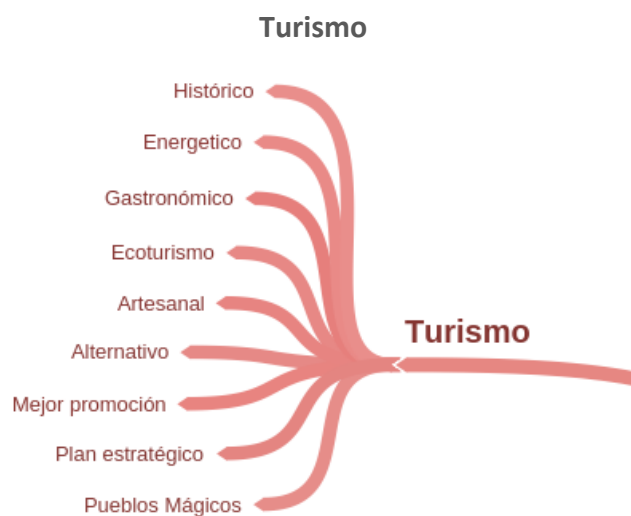 Turismo
Histórico
Energetico
Gastronómico
Ecoturismo
Artesanal
Turismo
Alternativo
Mejor promoción
Plan estratégico
Pueblos Mágicos